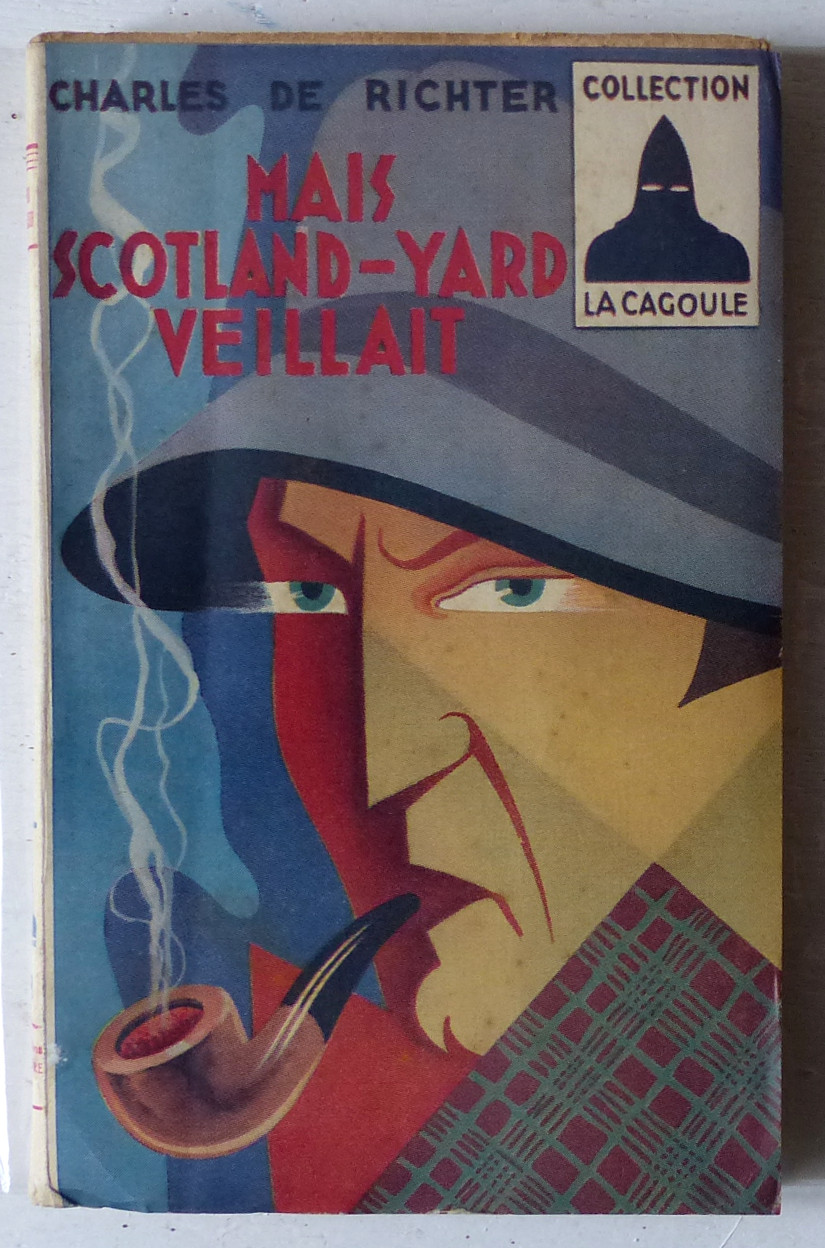 CHARLES DE RICHTER
MAIS
SCOTLAND-YARD
VEILLAIT
COLLECTION
LA CAGOULE